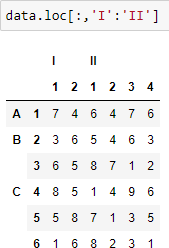 data.loc[:,'I':'II']
I II
1 2 1 2 3 4
A 1 7 4 6 4 7 6
B 2 3 6 5 4 6 3
3 6 5 8 7 1 2
C 4 8 5 1 4 9 6
5 5 8 7 1 3 5
6 1 6 8 2 3 1